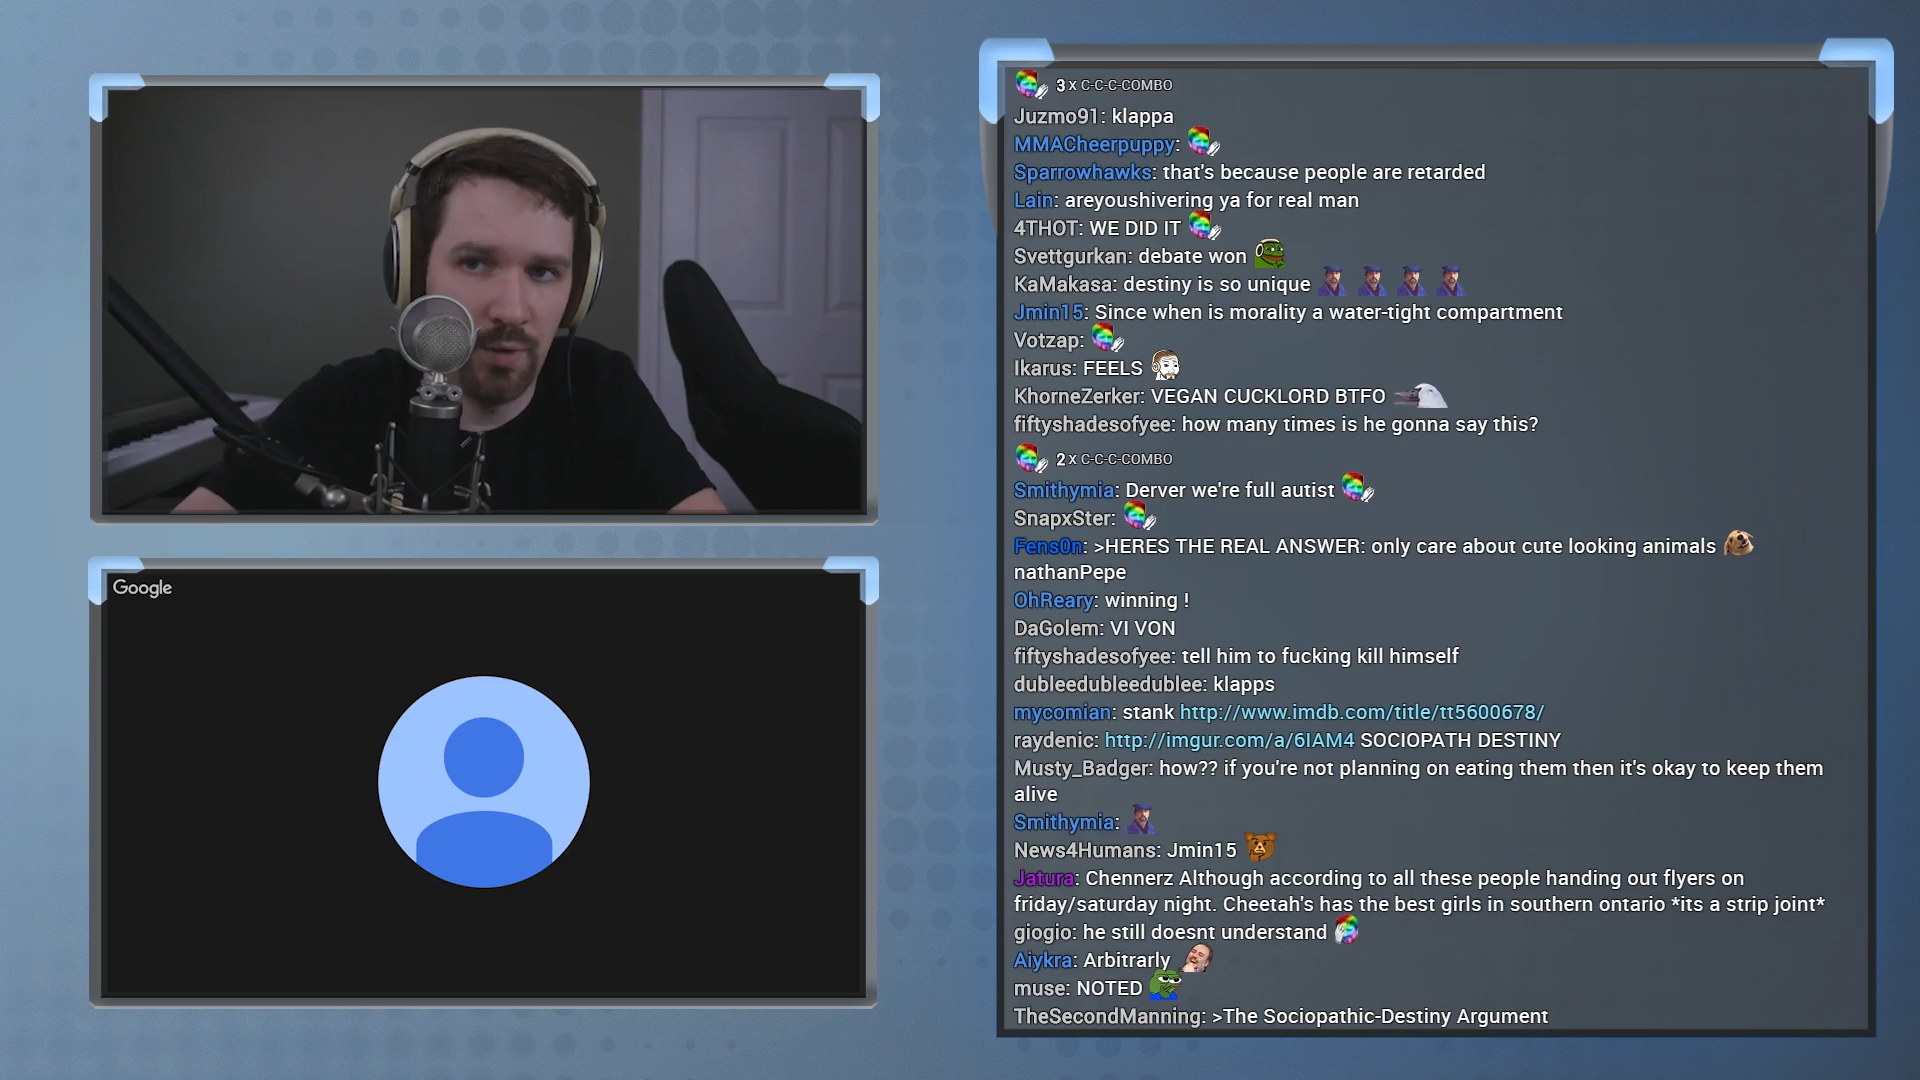 3x C-C-C-COMBO
Juzmo91: klappa
MMACheerpuppy:
Sparrowhawks: that's because people are retarded
Lain: areyoushivering ya for real man
4THOT: WE DID IT
Svettgurkan: debate won
KaMakasa: destiny is so unique
Jmin15: Since when is morality a water-tight compartment
Votzap:
Ikarus: FEELS
KhorneZerker: VEGAN CUCKLORD BTFO
fiftyshadesofyee: how many times is he gonna say this?
2x C-C-C-COMBO
Smithymia: Derver we're full autist
SnapxSter:
Fens0n: >HERES THE REAL ANSWER: only care about cute looking animals
nathanPepe
OhReary: winning !
DaGolem: VI VON
fiftyshadesofyee: tell him to fucking kill himself
dubleedubleedublee: klapps
mycomian: stank http://www.imdb.com/title/tt5600678/
raydenic: http://imgur.com/a/6IAM4 SOCIOPATH DESTINY
Musty_Badger: how?? if you're not planning on eating them then it's okay to keep them
alive
Smithymia:
News4Humans: Jmin15
Jatura: Chennerz Although according to all these people handing out flyers on
friday/saturday night. Cheetah's has the best girls in southern ontario *its a strip joint*
giogio: he still doesnt understand
Aiykra: Arbitrarly
muse: NOTED
TheSecondManning: >The Sociopathic-Destiny Argument
Google